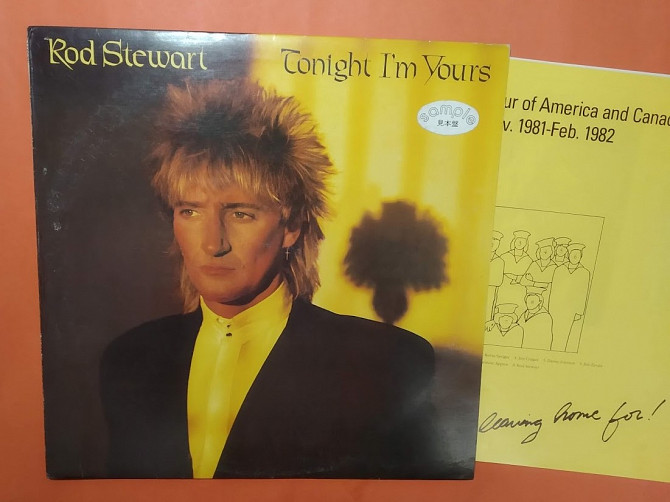 Rod Stewart
Tonight I'm Yours
sample
見本盤
ur of America and Canad
v. 1981-Feb. 1982
leaving home for!